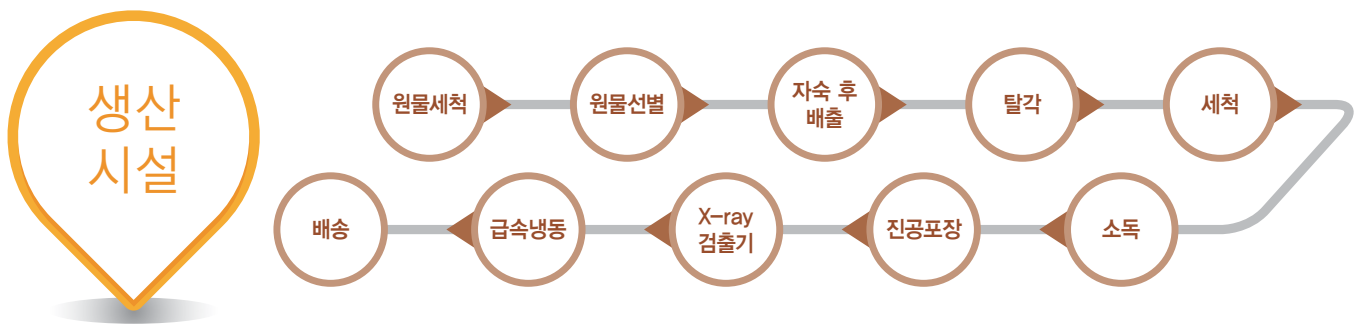 생산
시설
원물세척
원물선별
자숙 후
배출
탈각
세척
소독
진공포장
X-ray
검출기
급속냉동
배송